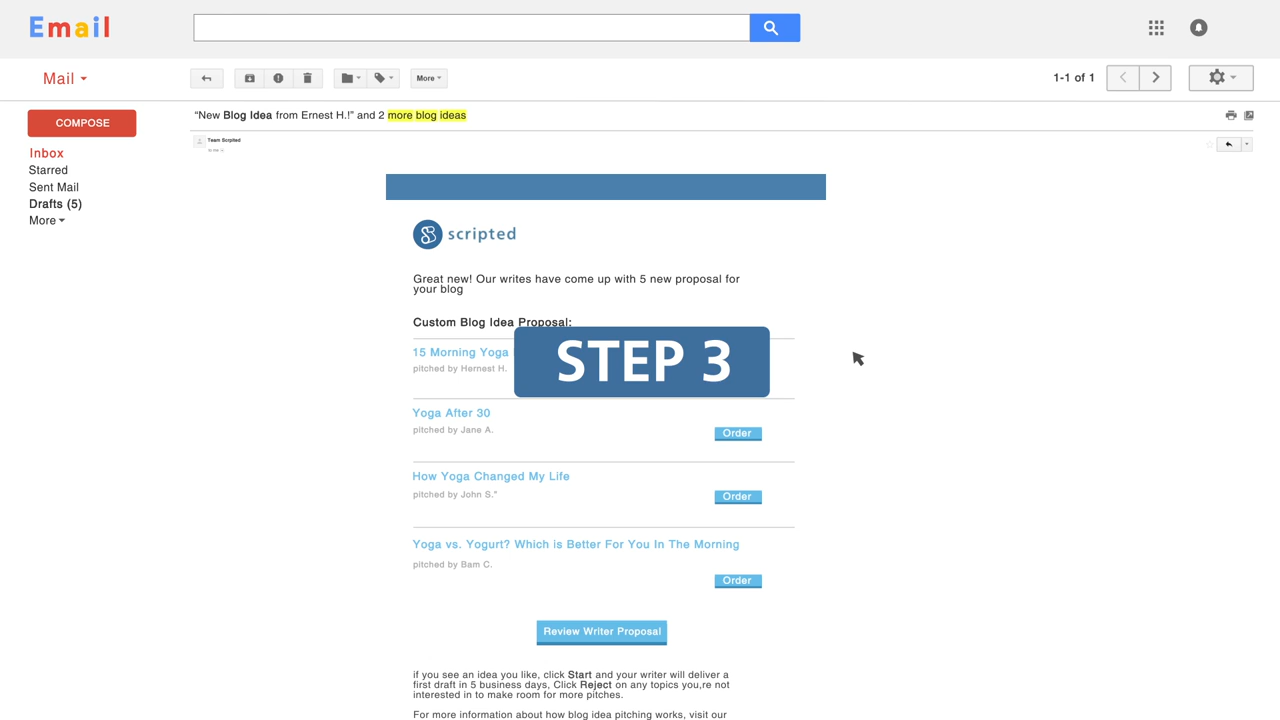 Email
Mail
More
1-1 of 1
COMPOSE
"New Blog Idea from Ernest H.!" and 2 more blog ideas
Inbox
Starred
Sent Mail
Drafts (5)
More
Team Scripted
to me
scripted
Great new! Our writes have come up with 5 new proposal for
your blog
Custom Blog Idea Proposal:
15 Morning Yoga
pitched by Hernest H.
STEP 3
Yoga After 30
pitched by Jane A.
Order
How Yoga Changed My Life
pitched by John S."
Order
Yoga vs. Yogurt? Which is Better For You In The Morning
pitched by Bam C.
Order
Review Writer Proposal
if you see an idea you like, click Start and your writer will deliver a
first draft in 5 business days, Click Reject on any topics you,re not
interested in to make room for more pitches.
For more information about how blog idea pitching works, visit our